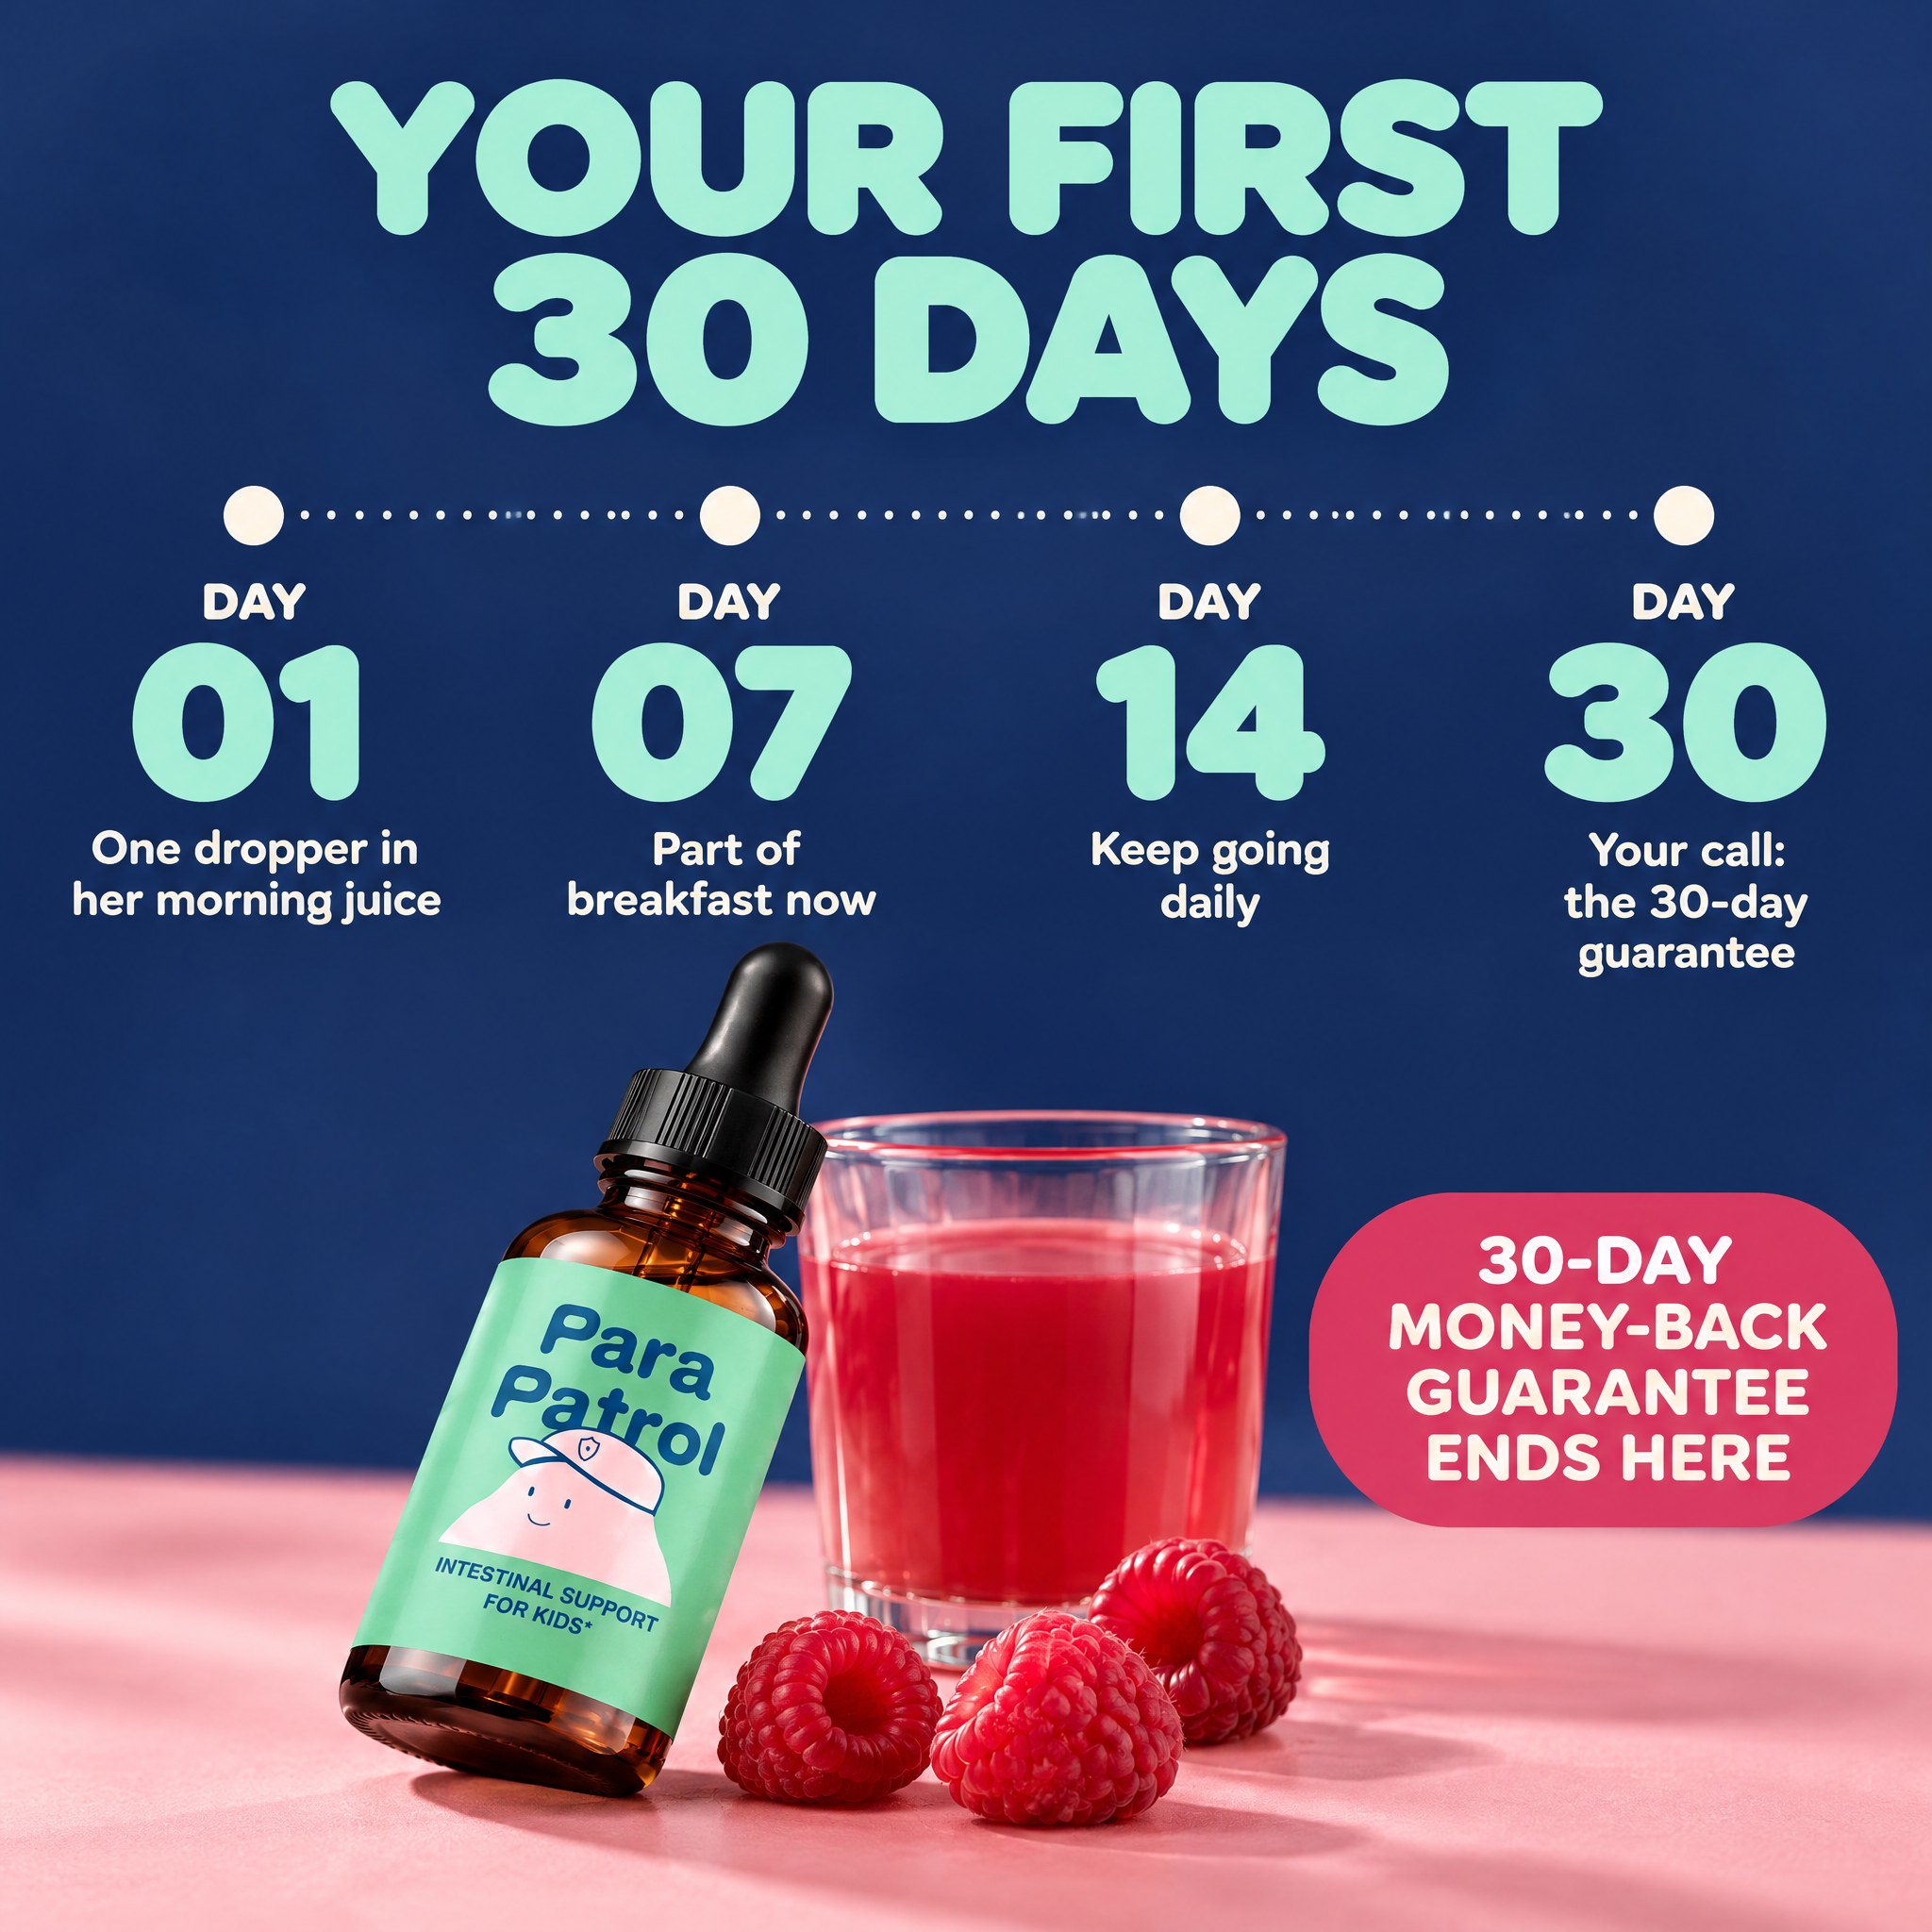 YOUR FIRST
30 DAYS
DAY
01
One dropper in
her morning juice
DAY
07
Part of
breakfast now
DAY
14
Keep going
daily
DAY
30
Your call:
the 30-day
guarantee
30-DAY
MONEY-BACK
GUARANTEE
ENDS HERE
Para
Patrol
INTESTINAL SUPPORT
FOR KIDS*